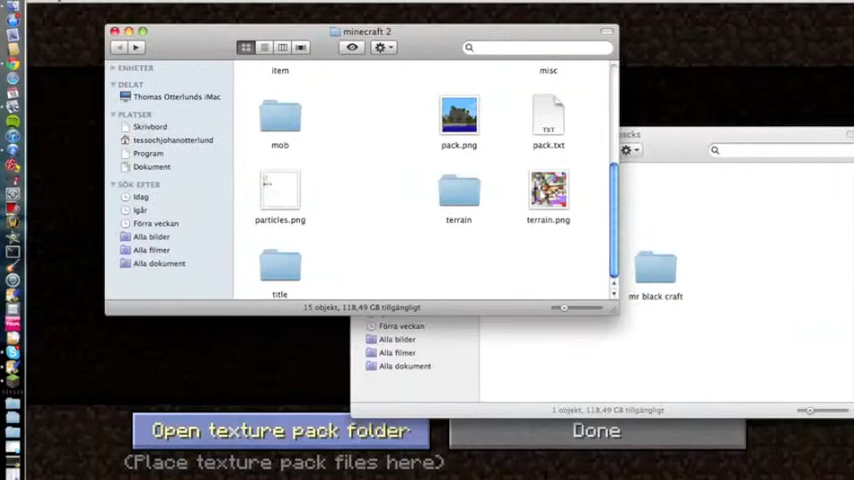 minecraft 2
ENHETER
DELAT
Thomas Otterlunds iMac
PLATSER
Skrivbord
tessochjohanotterlund
Program
Dokument
SÖK EFTER
Idag
Igår
Förra veckan
Alla bilder
Alla filmer
Alla dokument
item
misc
mob
pack.png
TXT
pack.txt
particles.png
terrain
terrain.png
title
15 objekt, 118,49 GB tillgängligt
mr black craft
Förra veckan
Alla bilder
Alla filmer
Alla dokument
1 objekt, 118,49 GB tillgängligt
Open texture pack folder
Done
(Place texture pack files here)